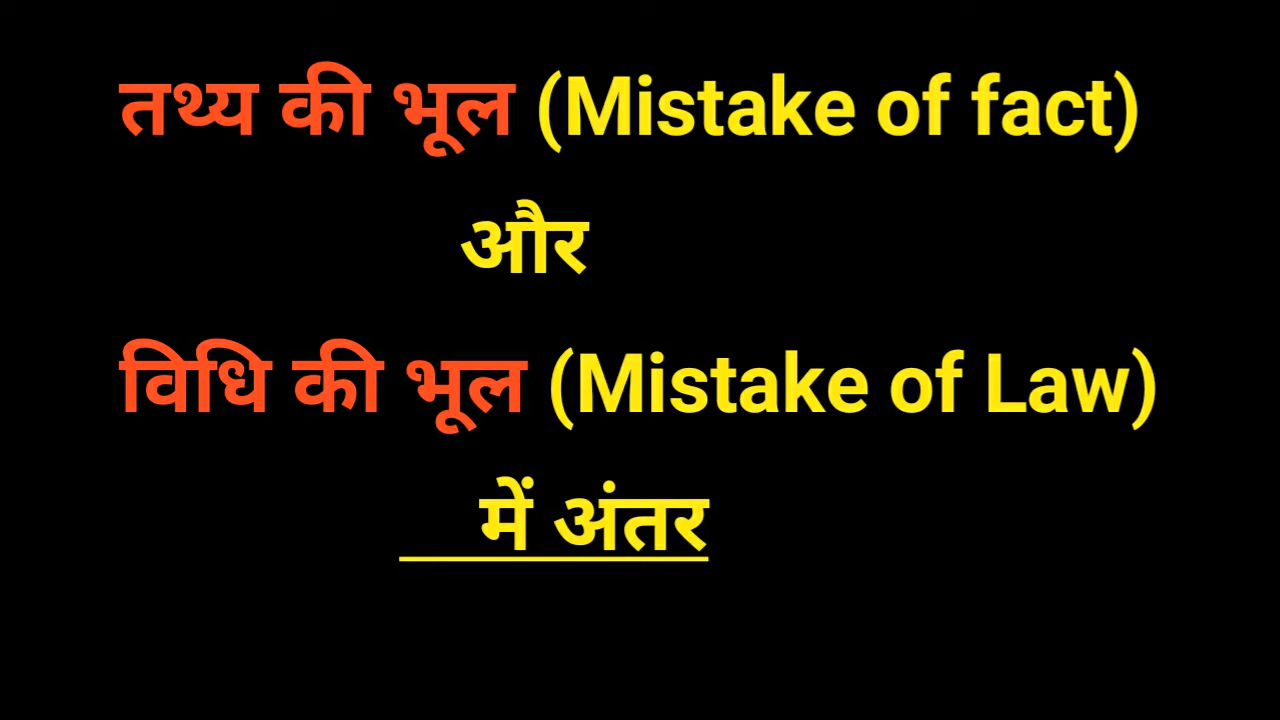 तथ्य की भूल (Mistake of fact)
और
विधि की भूल (Mistake of Law)
में अंतर